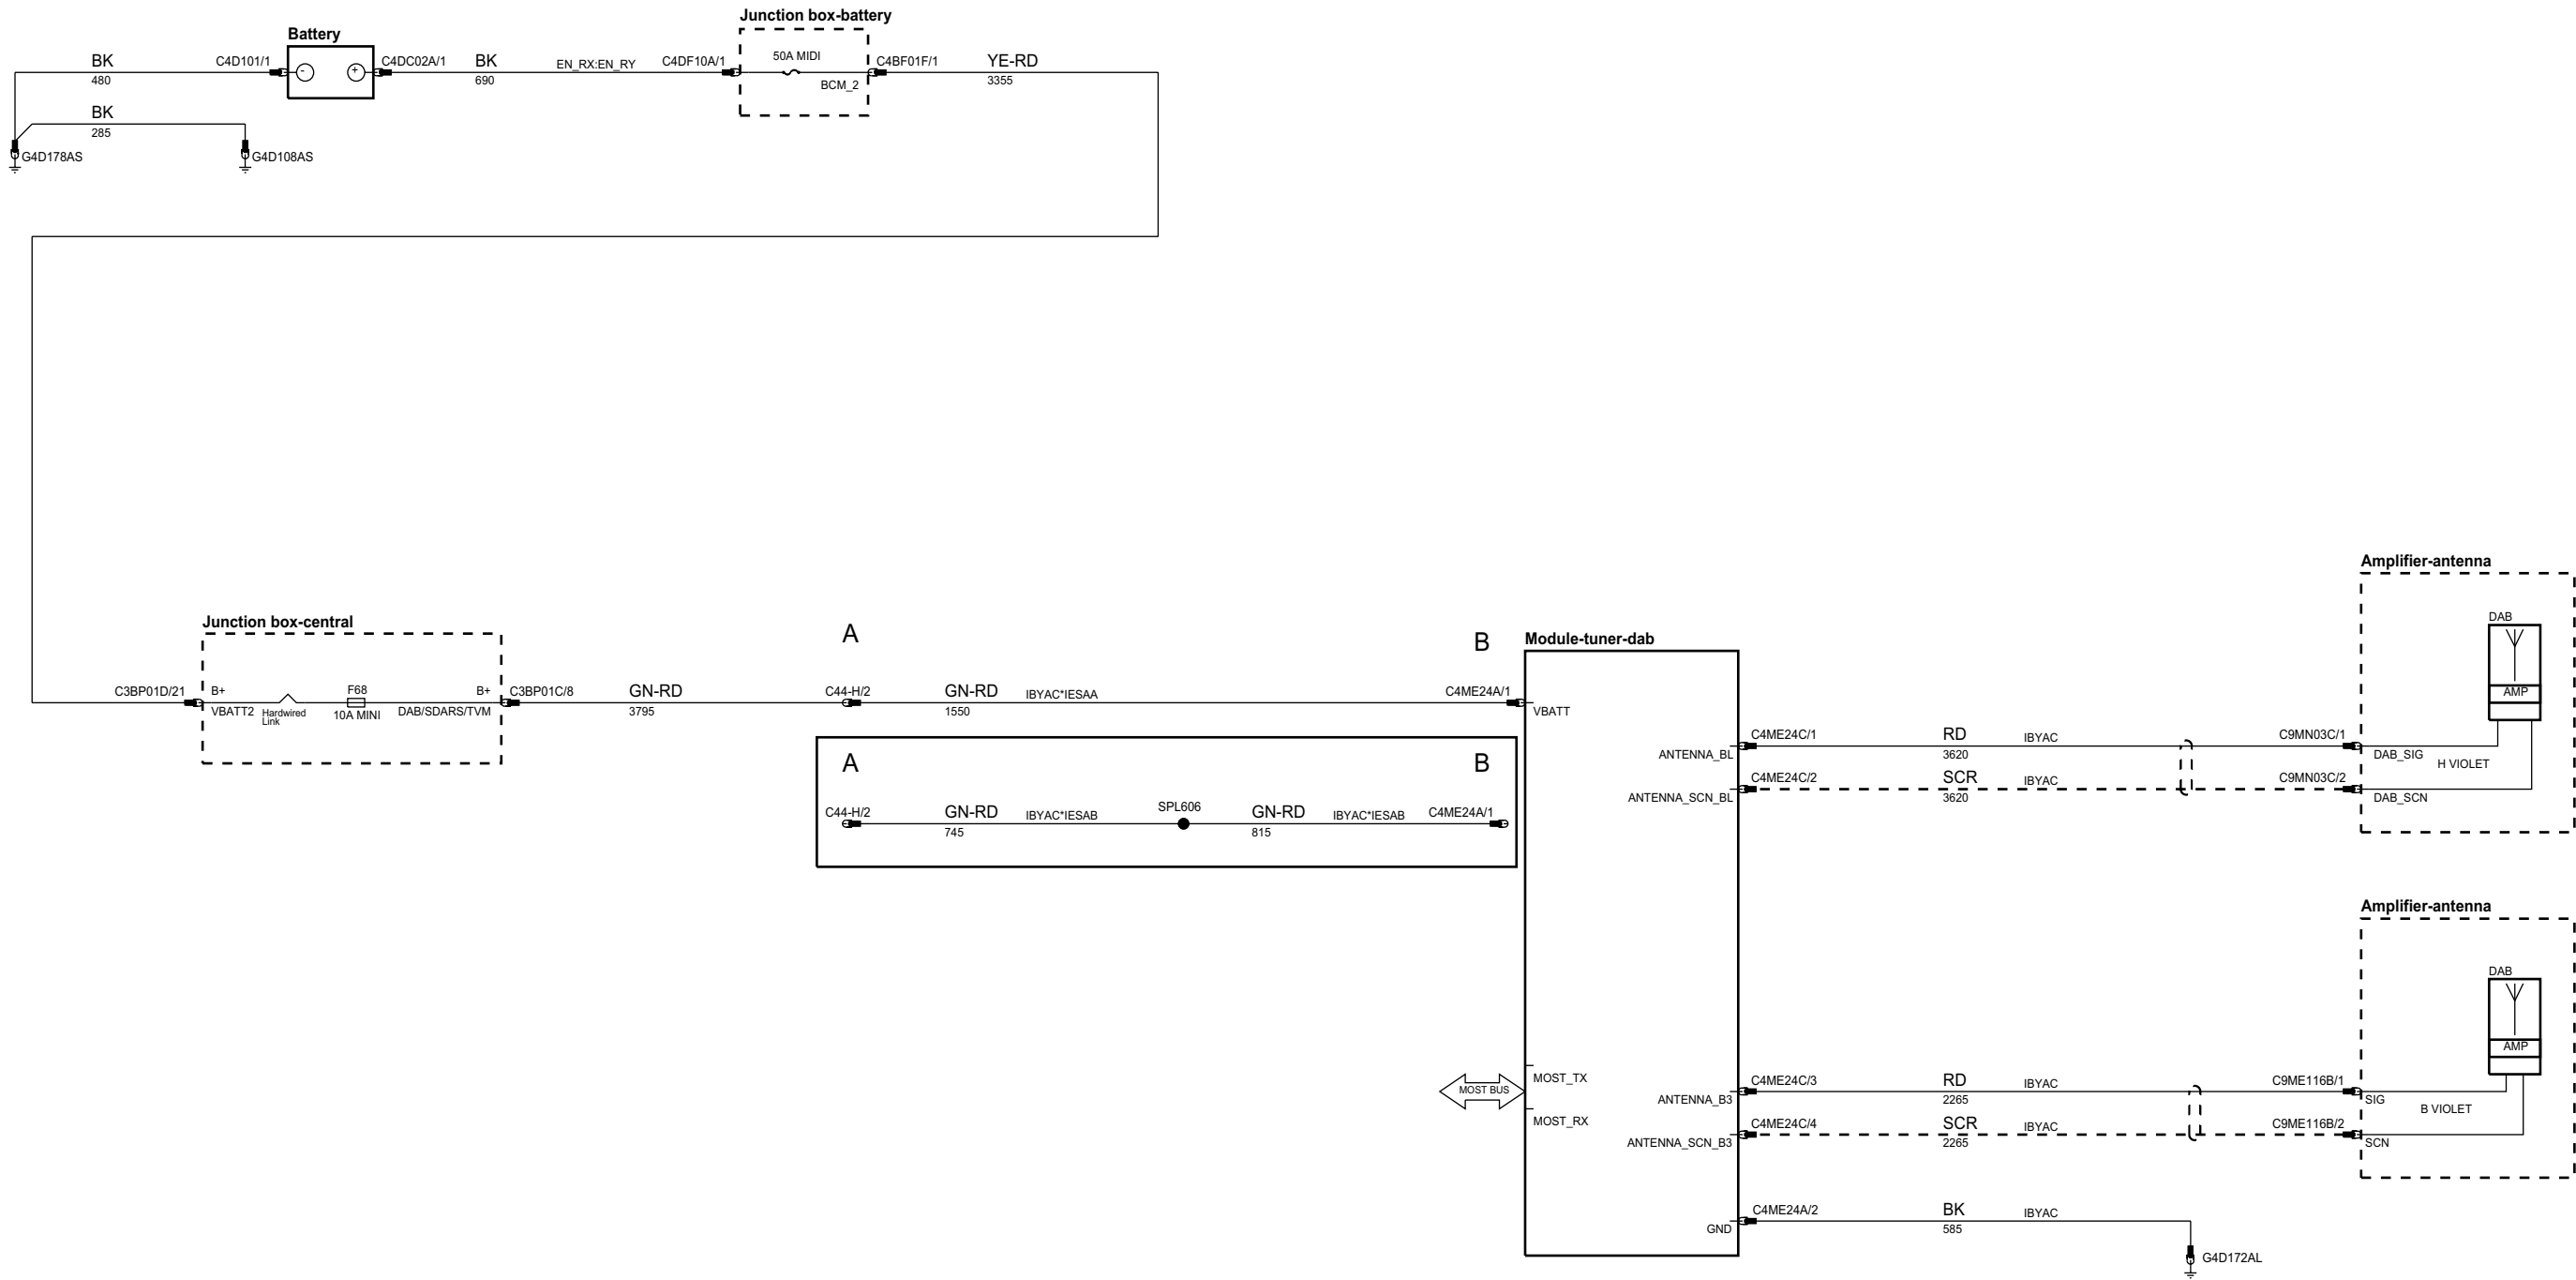 Junction box-battery
Battery
BK
480
C4D101/1
-
+
C4DC02A/1
BK
690
EN_RX:EN_RY
C4DF10A/1
50A MIDI
BCM_2
C4BF01F/1
YE-RD
3355
BK
285
G4D178AS
G4D108AS
Amplifier-antenna
DAB
AMP
Junction box-central
A
B
Module-tuner-dab
C3BP01D/21
B+
VBATT2
Hardwired
Link
F68
10A MINI
B+
DAB/SDARS/TVM
C3BP01C/8
GN-RD
3795
C44-H/2
GN-RD
1550
IBYAC*IESAA
C4ME24A/1
VBATT
ANTENNA_BL
C4ME24C/1
RD
3620
IBYAC
C9MN03C/1
DAB_SIG
H VIOLET
ANTENNA_SCN_BL
C4ME24C/2
SCR
3620
IBYAC
C9MN03C/2
DAB_SCN
A
B
C44-H/2
GN-RD
745
IBYAC*IESAB
SPL606
GN-RD
815
IBYAC*IESAB
C4ME24A/1
Amplifier-antenna
DAB
AMP
MOST BUS
MOST_TX
MOST_RX
ANTENNA_B3
C4ME24C/3
RD
2265
IBYAC
C9ME116B/1
SIG
B VIOLET
ANTENNA_SCN_B3
C4ME24C/4
SCR
2265
IBYAC
C9ME116B/2
SCN
GND
C4ME24A/2
BK
585
IBYAC
G4D172AL